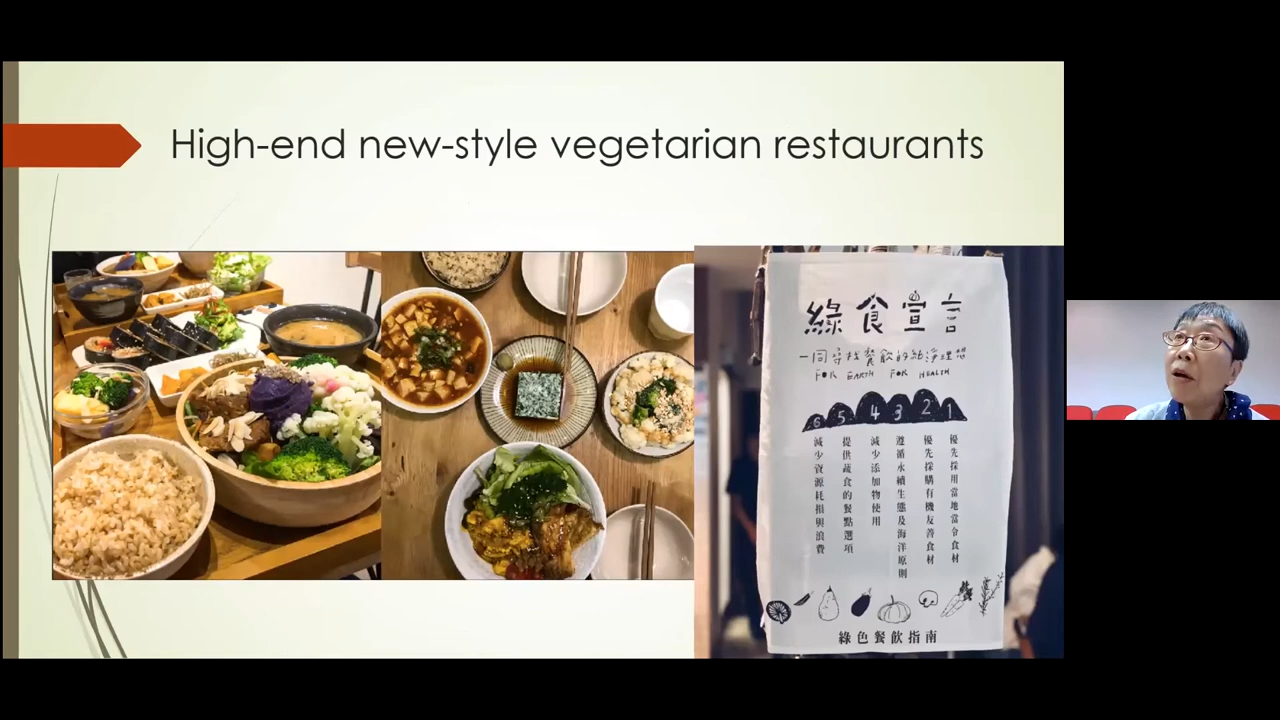 High-end new-style vegetarian restaurants
綠食宣言
一同尋找餐飲的純淨理想
FOR EARTH FOR HEALTH
6 5 4 3 2 1
優先採用當地當令食材
優先採購有機友善食材
遵循水續生態及海洋原則
減少添加物使用
提供蔬食的餐點選項
減少資源耗損與浪費
綠色餐飲指南